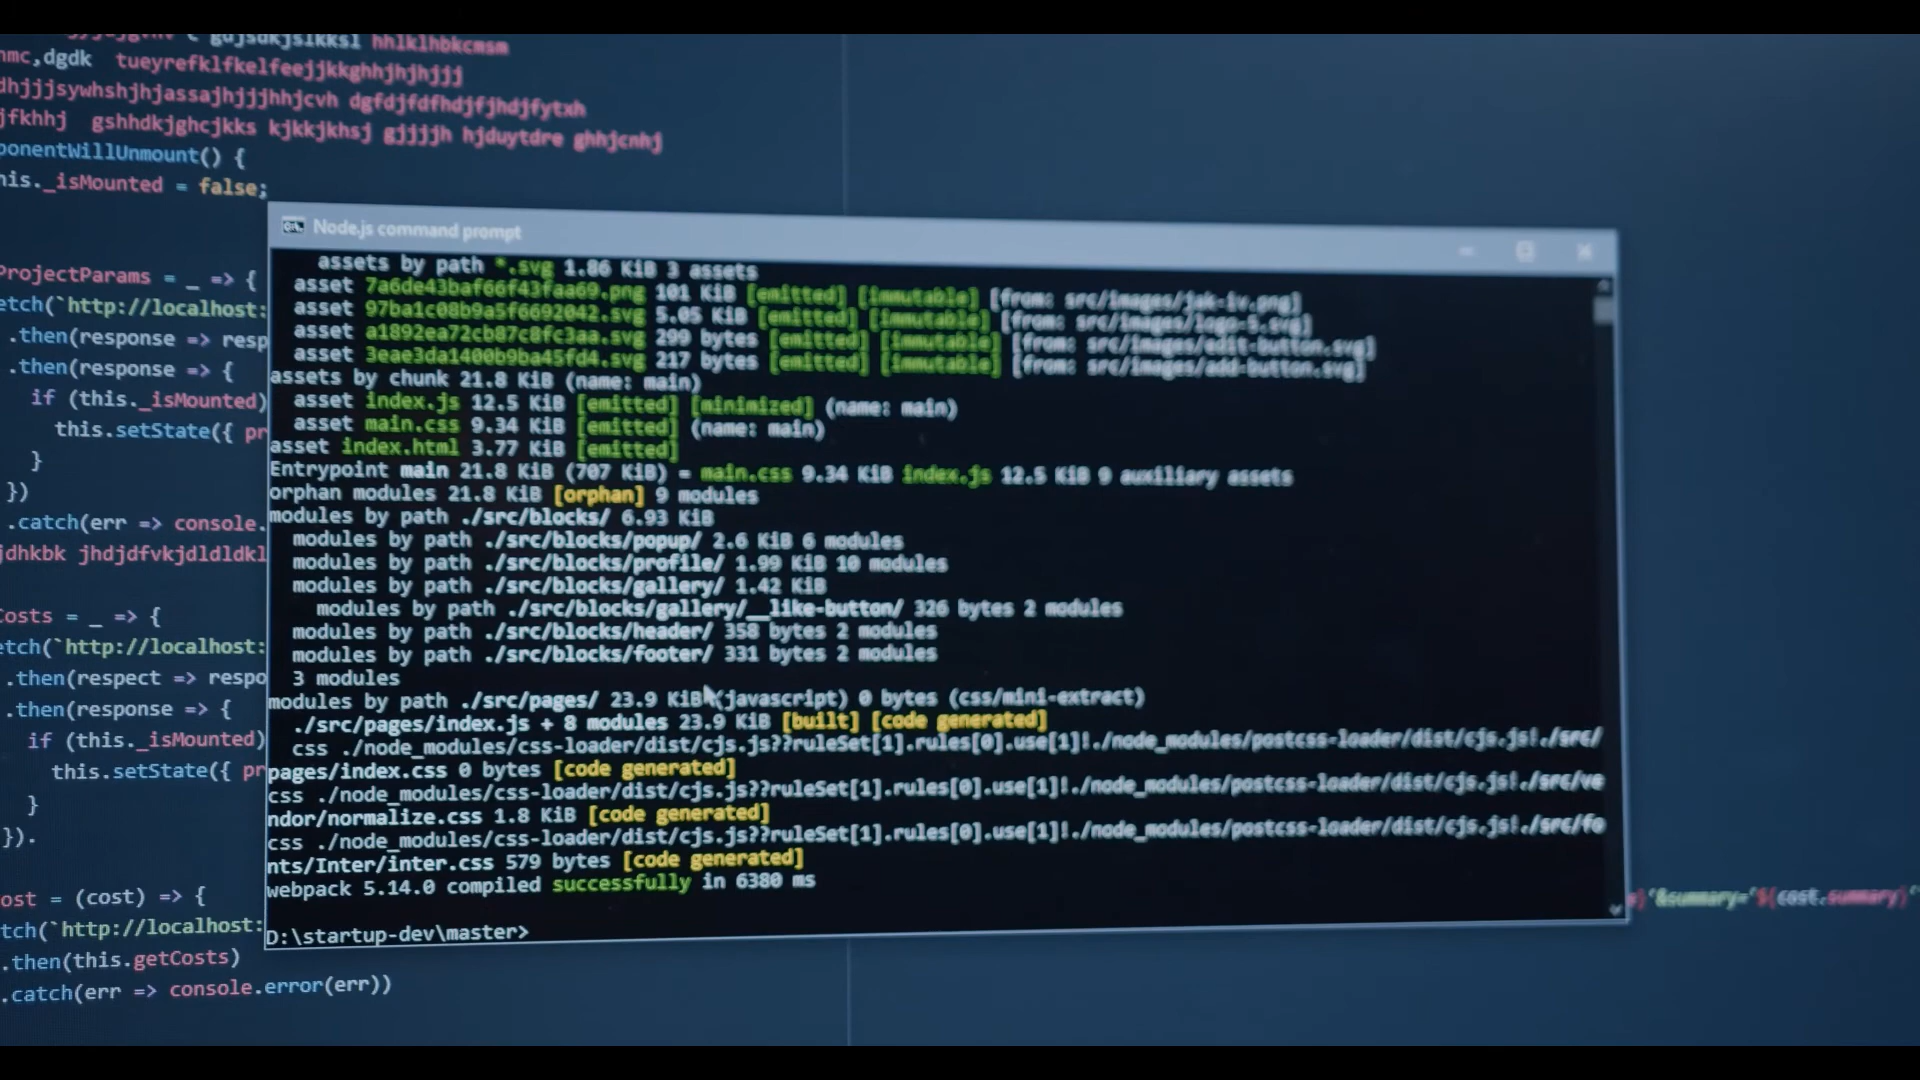 hhlklhbkcmsm
hmc,dgdk tueyrefklfkelfeejjkkghhjhjhjjj
dhjjjsywhshjhjassajhjjjhhjcvh dgfdjfdfhdjfjhdjfytxh
jfkhhj gshhdkjghcjkks kjkkjkhsj gjjjjh hjduytdre ghhjcnhj
ponentWillUnmount() {
his._isMounted = false;
ProjectParams = _ => {
etch(`http://localhost:
.then(response => resp
.then(response => {
if (this._isMounted)
this.setState({ pr
}
})
.catch(err => console.
jdhkbk jhdjdfvkjdldldkl
Costs = _ => {
etch(`http://localhost:
.then(respect => respo
.then(response => {
if (this._isMounted)
this.setState({ pr
}
}).
ost = (cost) => {
tch(`http://localhost:
.then(this.getCosts)
.catch(err => console.error(err))
Node.js command prompt
assets by path *.svg 1.86 KiB 3 assets
asset 7a6de43baf66f43faa69.png 101 KiB [emitted] [immutable] [from: src/images/jak-iv.png]
asset 97ba1c08b9a5f6692042.svg 5.05 KiB [emitted] [immutable] [from: src/images/logo-5.svg]
asset a1892ea72cb87c8fc3aa.svg 299 bytes [emitted] [immutable] [from: src/images/edit-button.svg]
asset 3eae3da1400b9ba45fd4.svg 217 bytes [emitted] [immutable] [from: src/images/add-button.svg]
assets by chunk 21.8 KiB (name: main)
asset index.js 12.5 KiB [emitted] [minimized] (name: main)
asset main.css 9.34 KiB [emitted] (name: main)
asset index.html 3.77 KiB [emitted]
Entrypoint main 21.8 KiB (707 KiB) = main.css 9.34 KiB index.js 12.5 KiB 9 auxiliary assets
orphan modules 21.8 KiB [orphan] 9 modules
modules by path ./src/blocks/ 6.93 KiB
modules by path ./src/blocks/popup/ 2.6 KiB 6 modules
modules by path ./src/blocks/profile/ 1.99 KiB 10 modules
modules by path ./src/blocks/gallery/ 1.42 KiB
modules by path ./src/blocks/gallery/__like-button/ 326 bytes 2 modules
modules by path ./src/blocks/header/ 358 bytes 2 modules
modules by path ./src/blocks/footer/ 331 bytes 2 modules
3 modules
modules by path ./src/pages/ 23.9 KiB (javascript) 0 bytes (css/mini-extract)
./src/pages/index.js + 8 modules 23.9 KiB [built] [code generated]
css ./node_modules/css-loader/dist/cjs.js??ruleSet[1].rules[0].use[1]!./node_modules/postcss-loader/dist/cjs.js!./src/
pages/index.css 0 bytes [code generated]
css ./node_modules/css-loader/dist/cjs.js??ruleSet[1].rules[0].use[1]!./node_modules/postcss-loader/dist/cjs.js!./src/ve
ndor/normalize.css 1.8 KiB [code generated]
css ./node_modules/css-loader/dist/cjs.js??ruleSet[1].rules[0].use[1]!./node_modules/postcss-loader/dist/cjs.js!./src/fo
nts/Inter/inter.css 579 bytes [code generated]
webpack 5.14.0 compiled successfully in 6380 ms
D:\startup-dev\master>
}`&summary=`${cost.summary}`